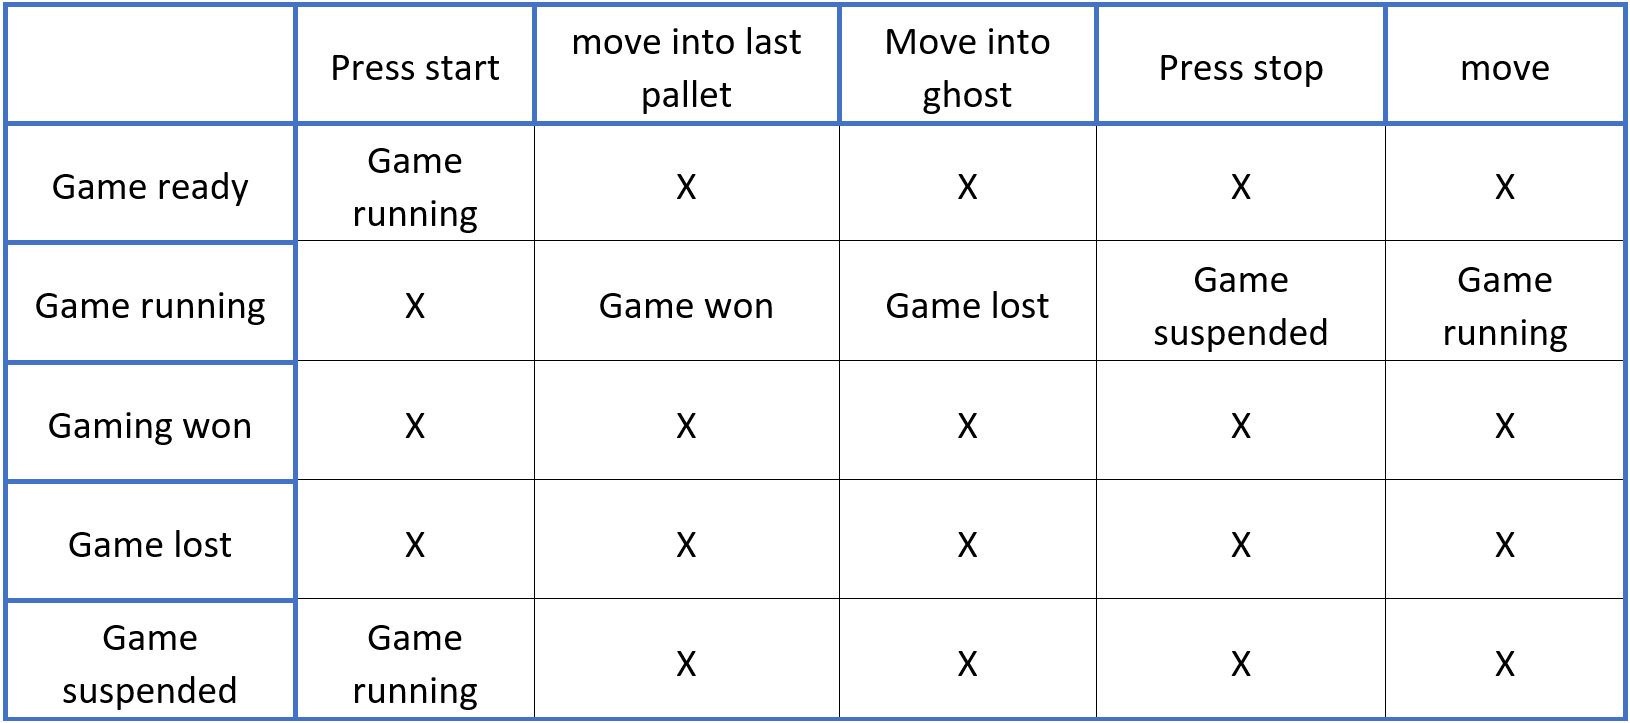 Press start
move into last
pallet
Move into
ghost
Press stop
move
Game ready
Game
running
X
X
X
X
Game running
X
Game won
Game lost
Game
suspended
Game
running
Gaming won
X
X
X
X
X
Game lost
X
X
X
X
X
Game
suspended
Game
running
X
X
X
X